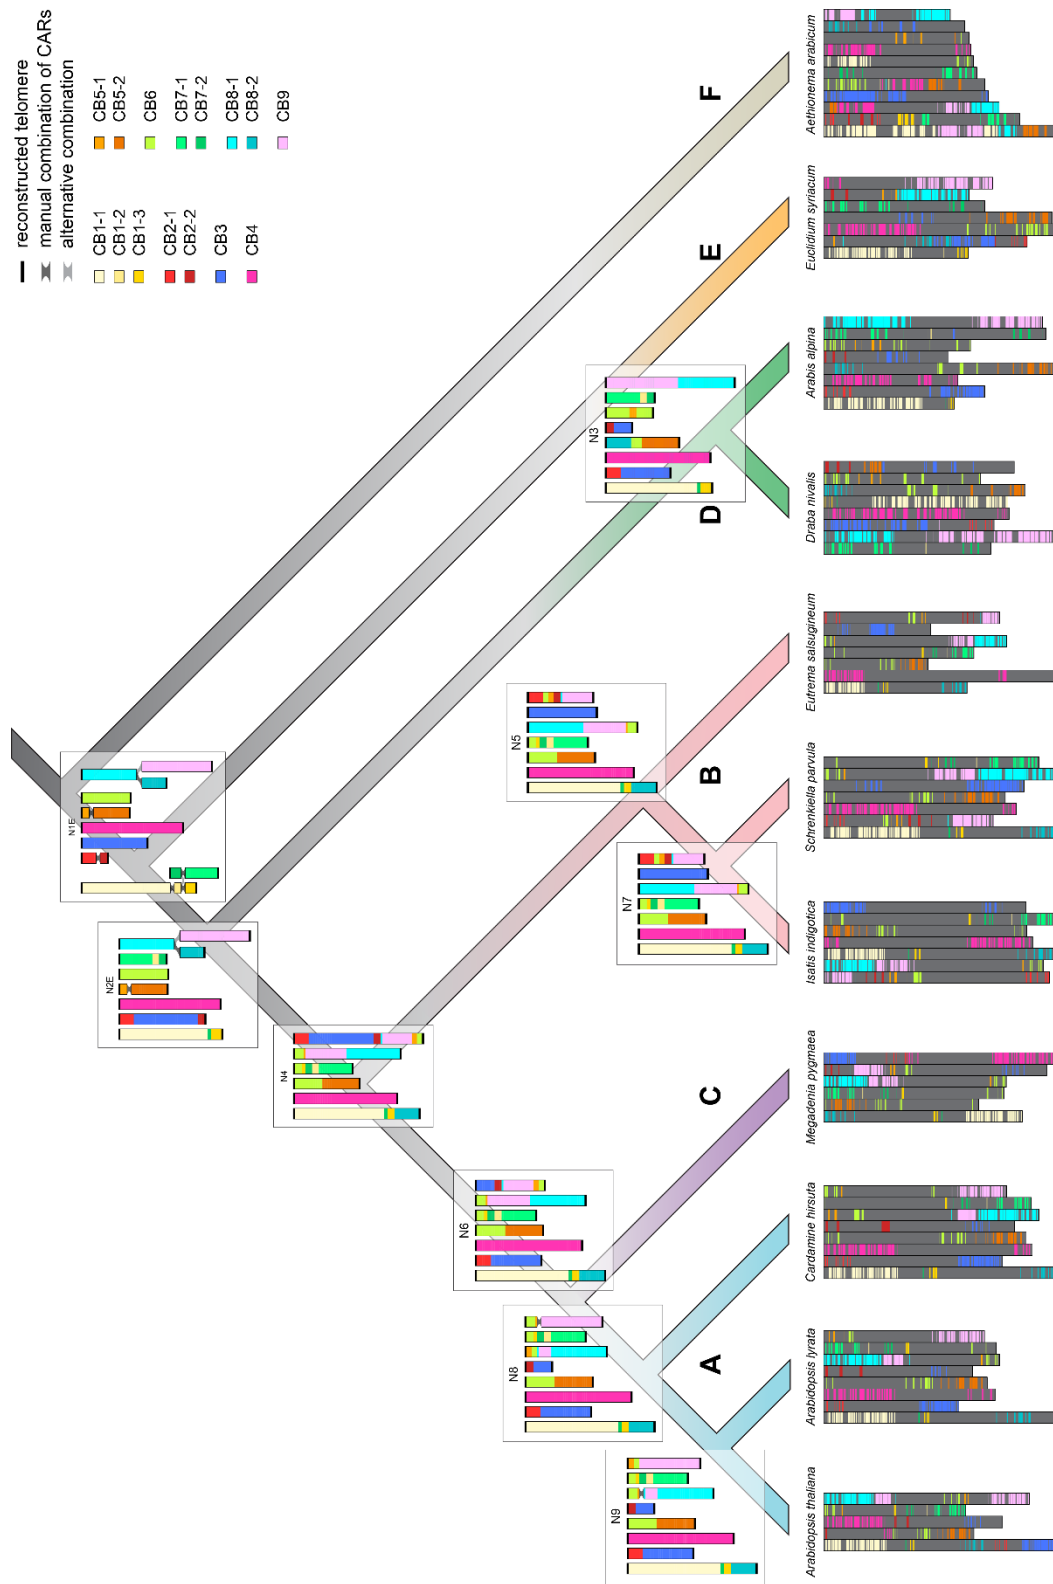 reconstructed telomere
manual combination of CARs
alternative combination
CB1-1
CB1-2
CB1-3
CB2-1
CB2-2
CB3
CB4
CB5-1
CB5-2
CB6
CB7-1
CB7-2
CB8-1
CB8-2
CB9
N1E
N2E
N3
N4
N5
N6
N7
N8
N9
A
B
C
D
E
F
Arabidopsis thaliana
Arabidopsis lyrata
Cardamine hirsuta
Megadenia pygmaea
Isatis indigotica
Schrenkiella parvula
Eutrema salsugineum
Draba nivalis
Arabis alpina
Euclidium syriacum
Aethionema arabicum